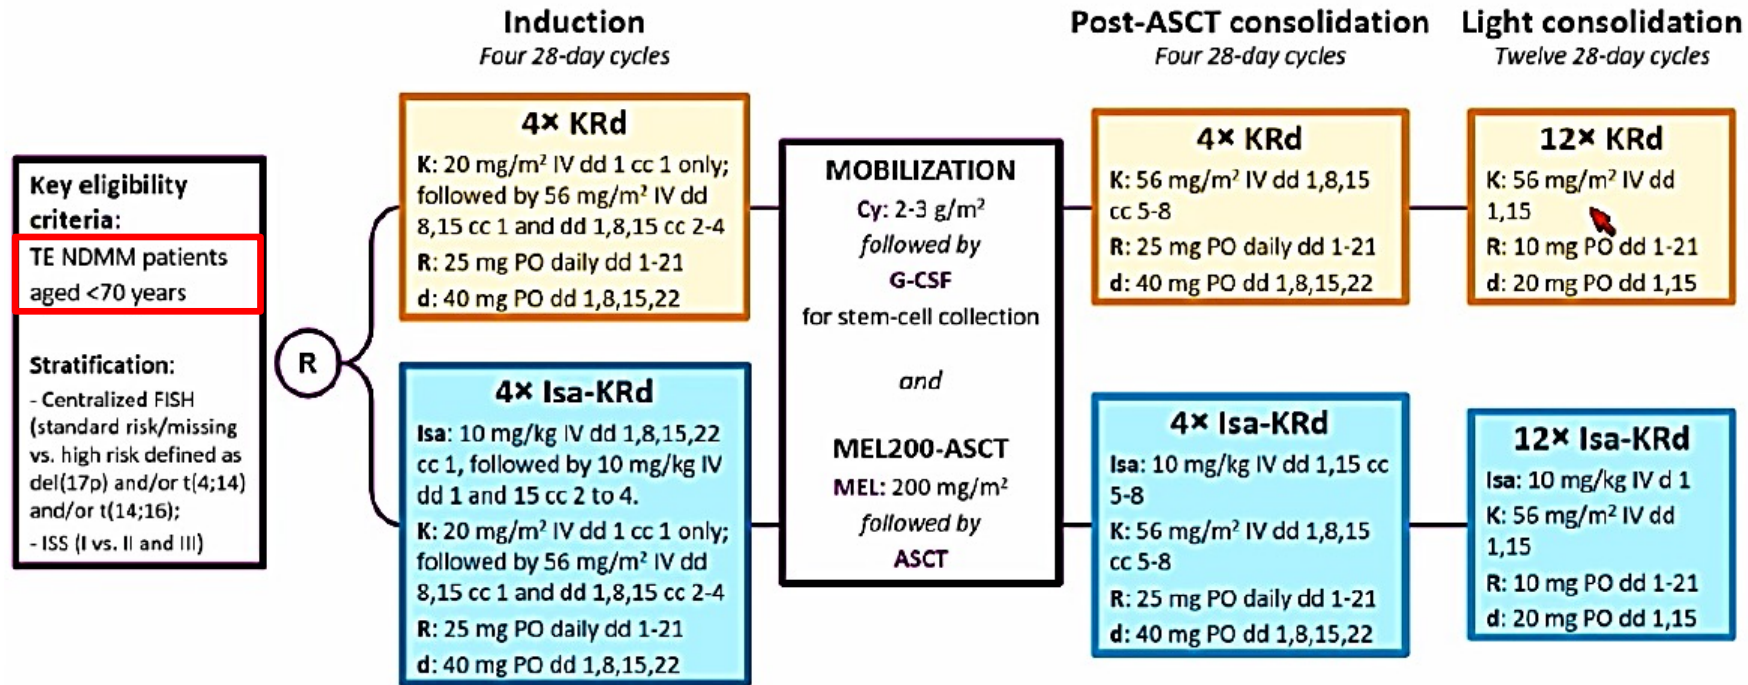 Induction
Four 28-day cycles
Post-ASCT consolidation
Four 28-day cycles
Light consolidation
Twelve 28-day cycles
Key eligibility
criteria:
TE NDMM patients
aged <70 years
Stratification:
- Centralized FISH
(standard risk/missing
vs. high risk defined as
del(17p) and/or t(4;14)
and/or t(14;16);
- ISS (I vs. II and III)
R
4× KRd
K: 20 mg/m² IV dd 1 cc 1 only;
followed by 56 mg/m² IV dd
8,15 cc 1 and dd 1,8,15 cc 2-4
R: 25 mg PO daily dd 1-21
d: 40 mg PO dd 1,8,15,22
4× Isa-KRd
Isa: 10 mg/kg IV dd 1,8,15,22
cc 1, followed by 10 mg/kg IV
dd 1 and 15 cc 2 to 4.
K: 20 mg/m² IV dd 1 cc 1 only;
followed by 56 mg/m² IV dd
8,15 cc 1 and dd 1,8,15 cc 2-4
R: 25 mg PO daily dd 1-21
d: 40 mg PO dd 1,8,15,22
MOBILIZATION
Cy: 2-3 g/m²
followed by
G-CSF
for stem-cell collection
and
MEL200-ASCT
MEL: 200 mg/m²
followed by
ASCT
4× KRd
K: 56 mg/m² IV dd 1,8,15
cc 5-8
R: 25 mg PO daily dd 1-21
d: 40 mg PO dd 1,8,15,22
4× Isa-KRd
Isa: 10 mg/kg IV dd 1,15 cc
5-8
K: 56 mg/m² IV dd 1,8,15
cc 5-8
R: 25 mg PO daily dd 1-21
d: 40 mg PO dd 1,8,15,22
12× KRd
K: 56 mg/m² IV dd
1,15
R: 10 mg PO dd 1-21
d: 20 mg PO dd 1,15
12× Isa-KRd
Isa: 10 mg/kg IV d 1
K: 56 mg/m² IV dd
1,15
R: 10 mg PO dd 1-21
d: 20 mg PO dd 1,15